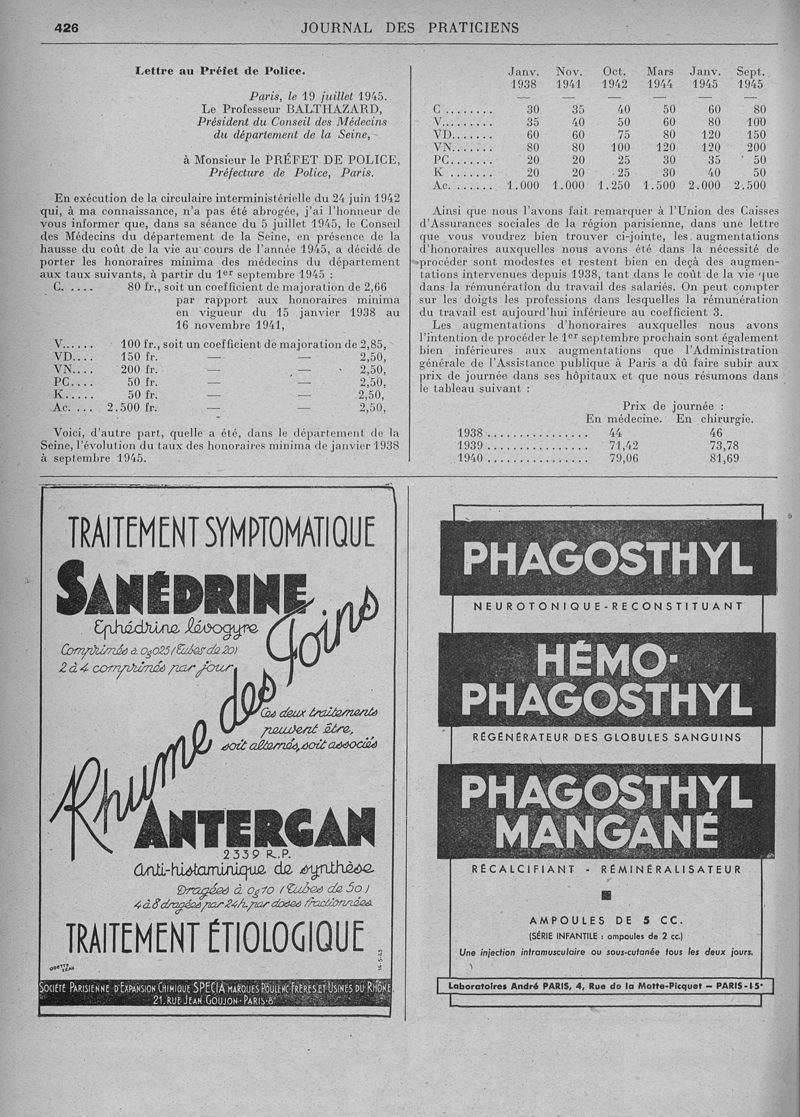 426
JOURNAL DES PRATICIENS
Lettre au Préfet de Police.
Paris, le 19 juillet 1945.
Le Professeur BALTHAZARD,
Président du Conseil des Médecins
du département de la Seine,
à Monsieur le PRÉFET DE POLICE,
Préfecture de Police, Paris.
En exécution de la circulaire interministérielle du 24 juin 1942
qui, à ma connaissance, n'a pas été abrogée, j'ai l'honneur de
vous informer que, dans sa séance du 5 juillet 1945, le Conseil
des Médecins du département de la Seine, en présence de la
hausse du coût de la vie au cours de l'année 1945, a décidé de
porter les honoraires minima des médecins du département
aux taux suivants, à partir du 1er septembre 1945 :
C. .... 80 fr., soit un coefficient de majoration de 2,66
par rapport aux honoraires minima
en vigueur du 15 janvier 1938 au
16 novembre 1941,
V..... 100 fr., soit un coefficient de majoration de 2,85,
VD.... 150 fr. — — 2,50,
VN.... 200 fr. — — 2,50,
PC.... 50 fr. — — 2,50,
K..... 50 fr. — — 2,50,
Ac. ... 2.500 fr. — — 2,50,
Voici, d'autre part, quelle a été, dans le département de la
Seine, l'évolution du taux des honoraires minima de janvier 1938
à septembre 1945.
Janv. Nov. Oct. Mars Janv. Sept.
1938 1941 1942 1944 1945 1945
— — — — — —
C ........ 30 35 40 50 60 80
V......... 35 40 50 60 80 100
VD....... 60 60 75 80 120 150
VN....... 80 80 100 120 120 200
PC....... 20 20 25 30 35 50
K ....... 20 20 25 30 40 50
Ac. ...... 1.000 1.000 1.250 1.500 2.000 2.500
Ainsi que nous l'avons fait remarquer à l'Union des Caisses
d'Assurances sociales de la région parisienne, dans une lettre
que vous voudrez bien trouver ci-jointe, les augmentations
d'honoraires auxquelles nous avons été dans la nécessité de
procéder sont modestes et restent bien en deçà des augmen-
tations intervenues depuis 1938, tant dans le coût de la vie que
dans la rémunération du travail des salariés. On peut compter
sur les doigts les professions dans lesquelles la rémunération
du travail est aujourd'hui inférieure au coefficient 3.
Les augmentations d'honoraires auxquelles nous avons
l'intention de procéder le 1er septembre prochain sont également
bien inférieures aux augmentations que l'Administration
générale de l'Assistance publique à Paris a dû faire subir aux
prix de journée dans ses hôpitaux et que nous résumons dans
le tableau suivant :
Prix de journée :
En médecine. En chirurgie.
1938 ................ 44 46
1939 ................ 71,42 73,78
1940 ................ 79,06 81,69
TRAITEMENT SYMPTOMATIQUE
SANÉDRINE
Ephédrine lévogyre
Comprimés à 0g025 (Tubes de 20)
2 à 4 comprimés par jour
Rhume des Foins
Ces deux traitements
peuvent être,
soit alternés, soit associés
ANTERGAN
2339 R.P.
Anti-histaminique de synthèse
Dragées à 0g10 (Tubes de 50)
4 à 8 dragées par 24h. par doses fractionnées
TRAITEMENT ÉTIOLOGIQUE
SOCIÉTÉ PARISIENNE D'EXPANSION CHIMIQUE SPECIA MARQUES POULENC FRÈRES ET USINES DU RHÔNE
21, RUE JEAN GOUJON - PARIS-8e
PHAGOSTHYL
NEUROTONIQUE-RECONSTITUANT
HÉMO-
PHAGOSTHYL
RÉGÉNÉRATEUR DES GLOBULES SANGUINS
PHAGOSTHYL
MANGANÉ
RÉCALCIFIANT - RÉMINÉRALISATEUR
AMPOULES DE 5 CC.
(SÉRIE INFANTILE : ampoules de 2 cc.)
Une injection intramusculaire ou sous-cutanée tous les deux jours.
Laboratoires André PARIS, 4, Rue de la Motte-Picquet — PARIS-15e